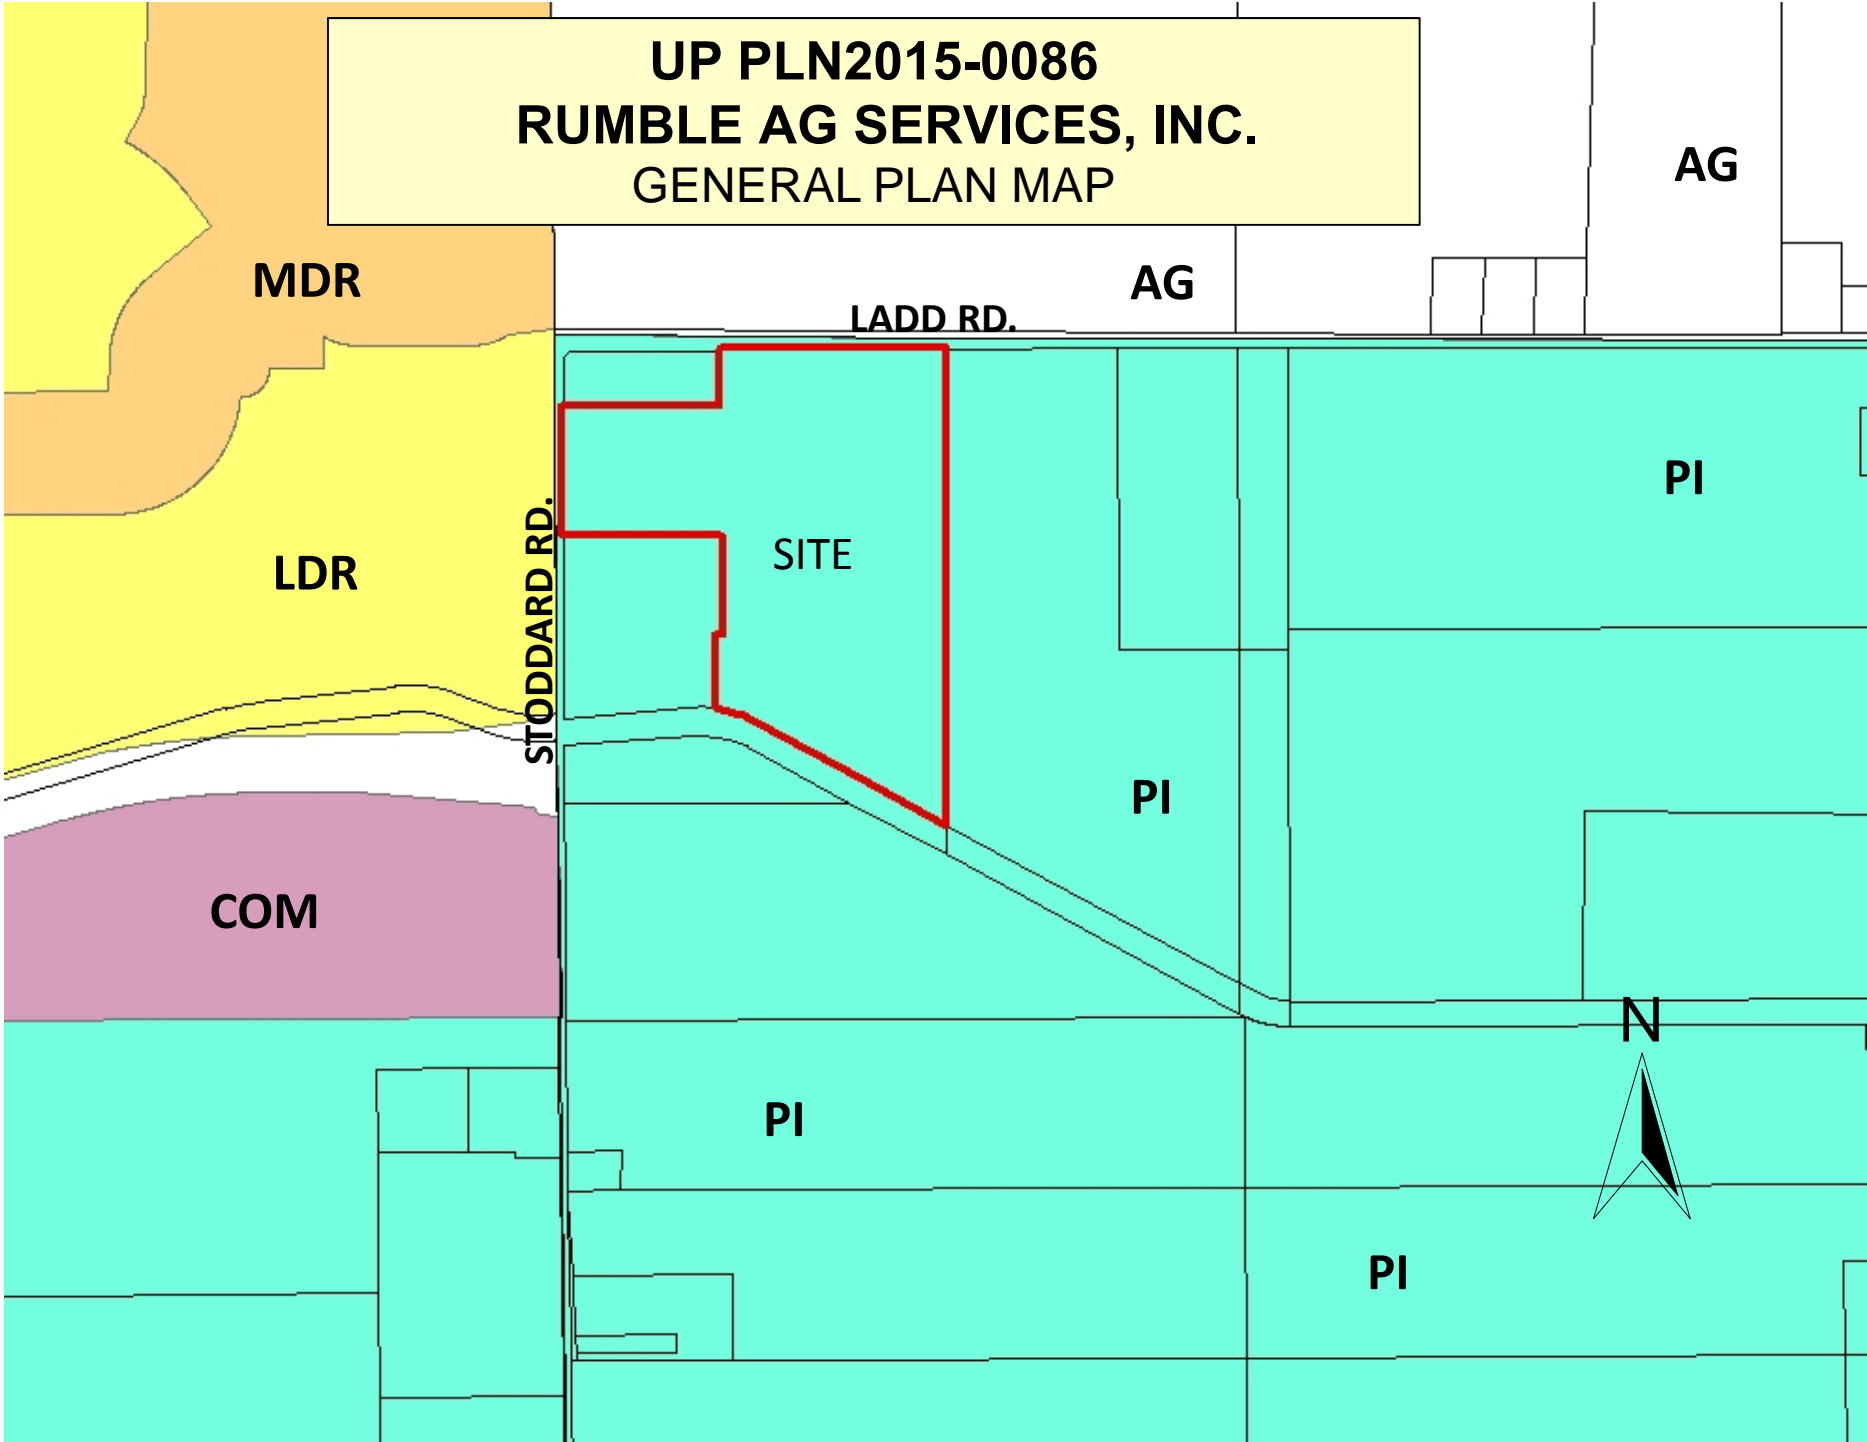 UP PLN2015-0086
RUMBLE AG SERVICES, INC.
GENERAL PLAN MAP
AG
MDR
AG
LADD RD.
PI
SITE
LDR
STODDARD RD.
PI
COM
N
PI
PI